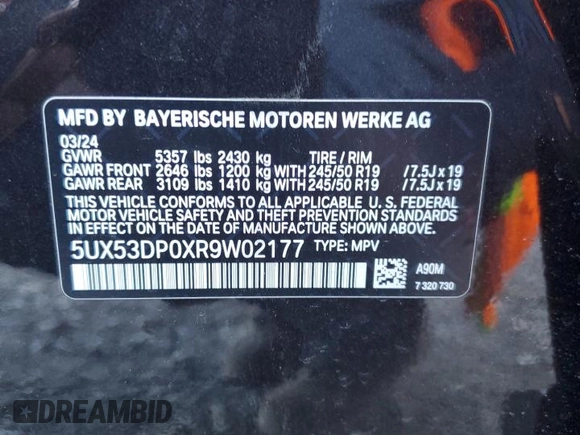 MFD BY BAYERISCHE MOTOREN WERKE AG
03/24
GVWR 5357 lbs 2430 kg TIRE / RIM
GAWR FRONT 2646 lbs 1200 kg WITH 245/50 R19 /7.5J x 19
GAWR REAR 3109 lbs 1410 kg WITH 245/50 R19 /7.5J x 19
THIS VEHICLE CONFORMS TO ALL APPLICABLE U. S. FEDERAL
MOTOR VEHICLE SAFETY AND THEFT PREVENTION STANDARDS
IN EFFECT ON THE DATE OF MANUFACTURE SHOWN ABOVE.
5UX53DP0XR9W02177 TYPE: MPV
A90M
7 320 730
DREAMBID